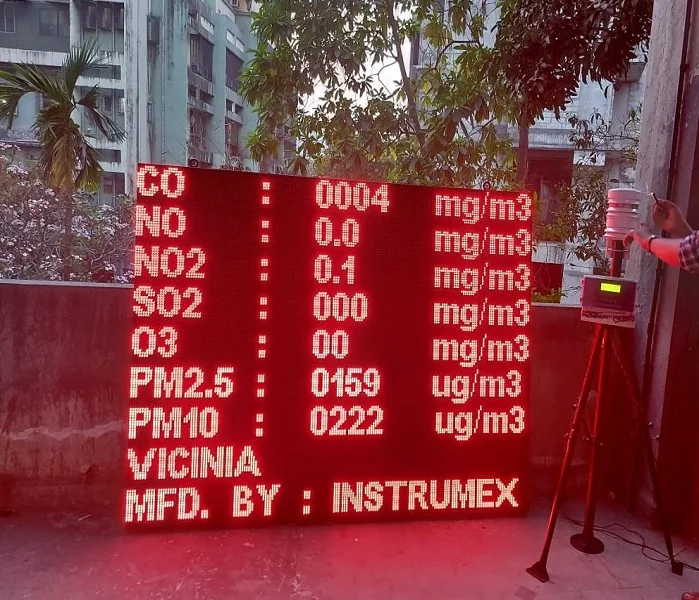 CO : 0004 mg/m3
NO : 0.0 mg/m3
NO2 : 0.1 mg/m3
SO2 : 000 mg/m3
O3 : 00 mg/m3
PM2.5 : 0159 ug/m3
PM10 : 0222 ug/m3
VICINIA
MFD. BY : INSTRUMEX